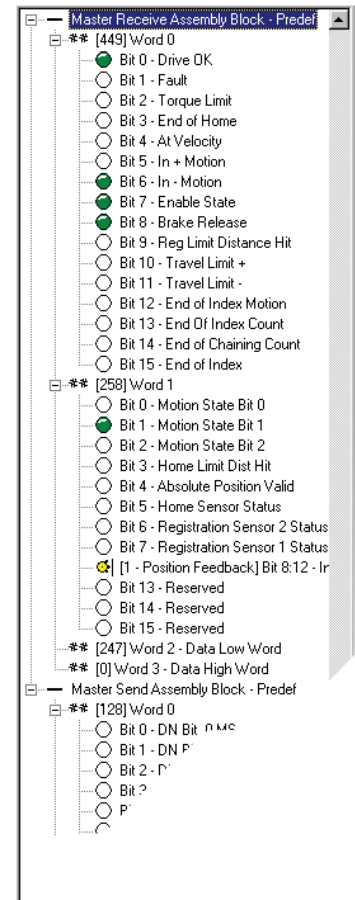 Master Receive Assembly Block - Predef
** [449] Word 0
Bit 0 - Drive OK
Bit 1 - Fault
Bit 2 - Torque Limit
Bit 3 - End of Home
Bit 4 - At Velocity
Bit 5 - In + Motion
Bit 6 - In - Motion
Bit 7 - Enable State
Bit 8 - Brake Release
Bit 9 - Reg Limit Distance Hit
Bit 10 - Travel Limit +
Bit 11 - Travel Limit -
Bit 12 - End of Index Motion
Bit 13 - End Of Index Count
Bit 14 - End of Chaining Count
Bit 15 - End of Index
** [258] Word 1
Bit 0 - Motion State Bit 0
Bit 1 - Motion State Bit 1
Bit 2 - Motion State Bit 2
Bit 3 - Home Limit Dist Hit
Bit 4 - Absolute Position Valid
Bit 5 - Home Sensor Status
Bit 6 - Registration Sensor 2 Status
Bit 7 - Registration Sensor 1 Status
[1 - Position Feedback] Bit 8:12 - In
Bit 13 - Reserved
Bit 14 - Reserved
Bit 15 - Reserved
** [247] Word 2 - Data Low Word
** [0] Word 3 - Data High Word
Master Send Assembly Block - Predef
** [128] Word 0
Bit 0 - DN Bit
Bit 1 - DN
Bit 2 -
Bit